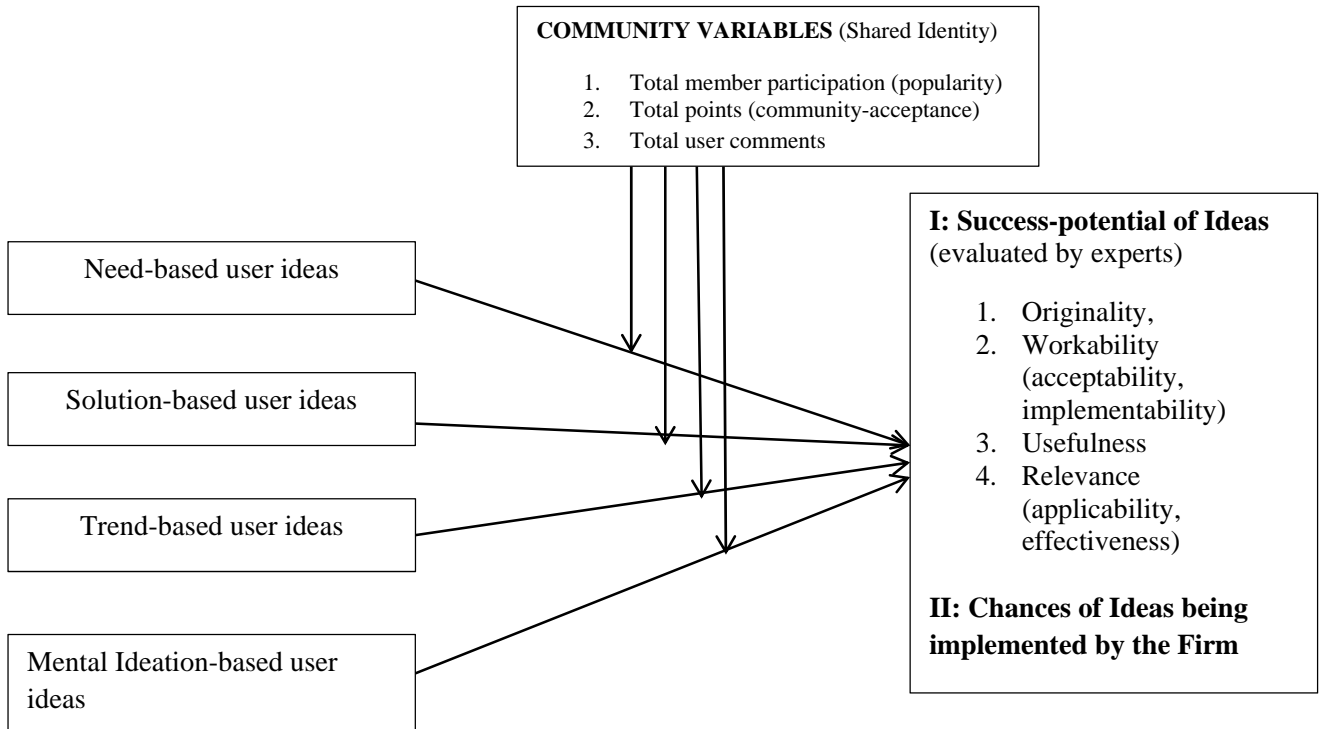 COMMUNITY VARIABLES (Shared Identity)
1. Total member participation (popularity)
2. Total points (community-acceptance)
3. Total user comments
Need-based user ideas
Solution-based user ideas
Trend-based user ideas
Mental Ideation-based user
ideas
I: Success-potential of Ideas
(evaluated by experts)
1. Originality,
2. Workability
(acceptability,
implementability)
3. Usefulness
4. Relevance
(applicability,
effectiveness)
II: Chances of Ideas being
implemented by the Firm